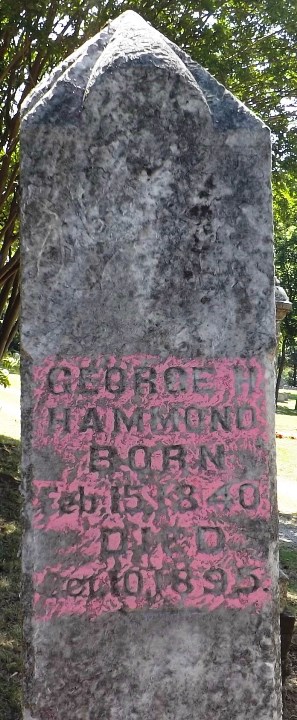 GEORGE H
HAMMOND
BORN
Feb, 15, 1840
DIED
Oct, 10, 1895